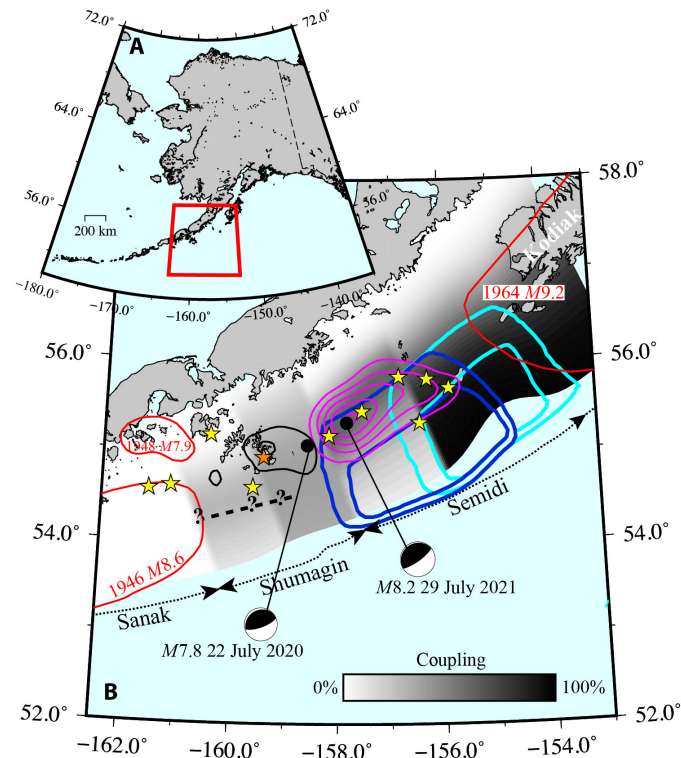 72.0°
72.0°
A
64.0°
64.0°
56.0°
56.0°
200 km
−180.0°
−170.0°
−160.0°
−150.0°
−140.0°
58.0°
Kodiak
1964 M9.2
56.0°
56.0°
1948 M7.9
?
?
?
54.0°
54.0°
1946 M8.6
Semidi
Shumagin
Sanak
M8.2 29 July 2021
M7.8 22 July 2020
Coupling
0%
100%
B
52.0°
52.0°
−162.0°
−160.0°
−158.0°
−156.0°
−154.0°